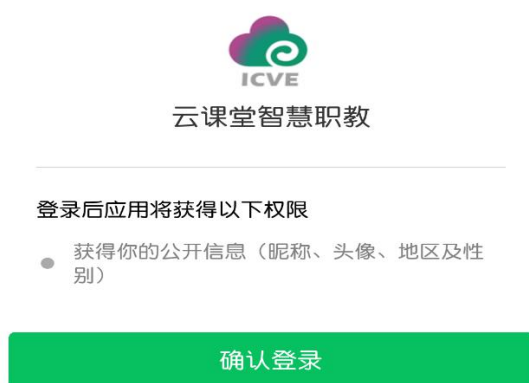 ICVE
云课堂智慧职教
登录后应用将获得以下权限
获得你的公开信息（昵称、头像、地区及性
别）
确认登录